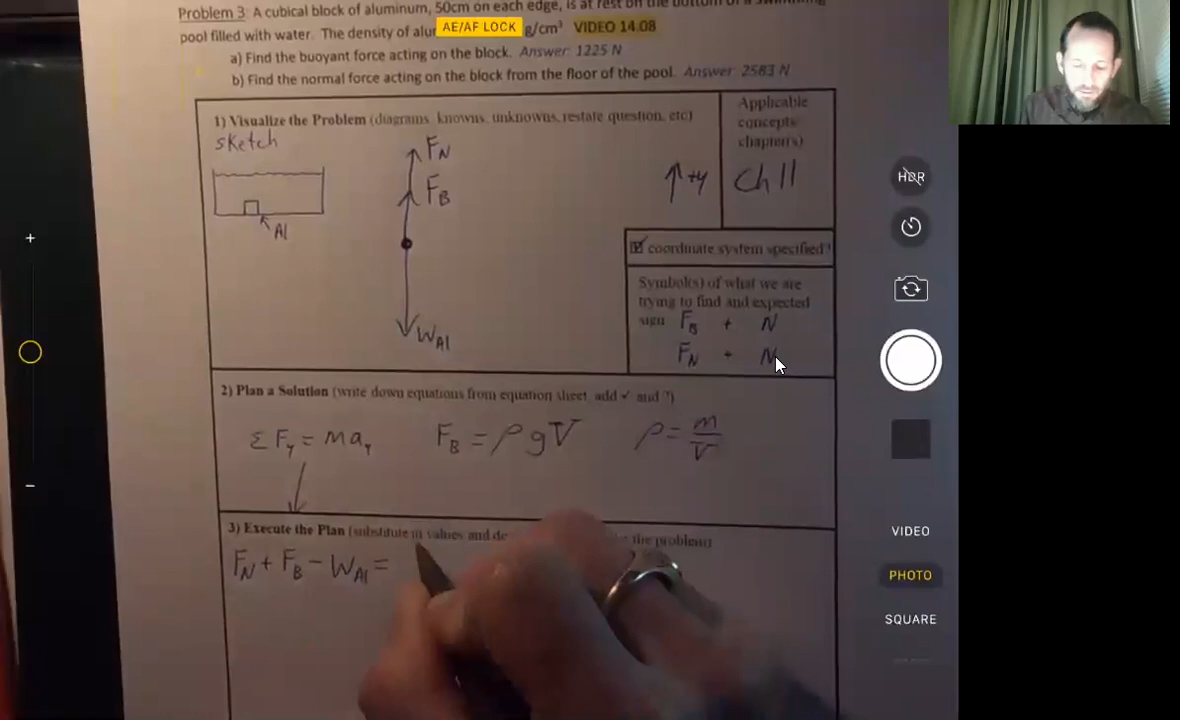 Problem 3: A cubical block of aluminum, 50cm on each edge, is at rest on the bottom of a swimming
pool filled with water. The density of alu g/cm³ VIDEO 14.08
AE/AF LOCK
a) Find the buoyant force acting on the block. Answer: 1225 N
b) Find the normal force acting on the block from the floor of the pool. Answer: 2583 N
1) Visualize the Problem (diagrams, knowns, unknowns, restate question, etc)
Applicable
concepts
chapter(s)
sketch
Al
F_N
F_B
W_Al
↑+y
Ch 11
coordinate system specified?
Symbol(s) of what we are
trying to find and expected
sign F_B + N
F_N + N
2) Plan a Solution (write down equations from equation sheet, add ✓ and ?)
ΣF_y = ma_y F_B = ρgV ρ = m/V
3) Execute the Plan (substitute in values and de the problem)
F_N + F_B − W_Al =
HDR
VIDEO
PHOTO
SQUARE